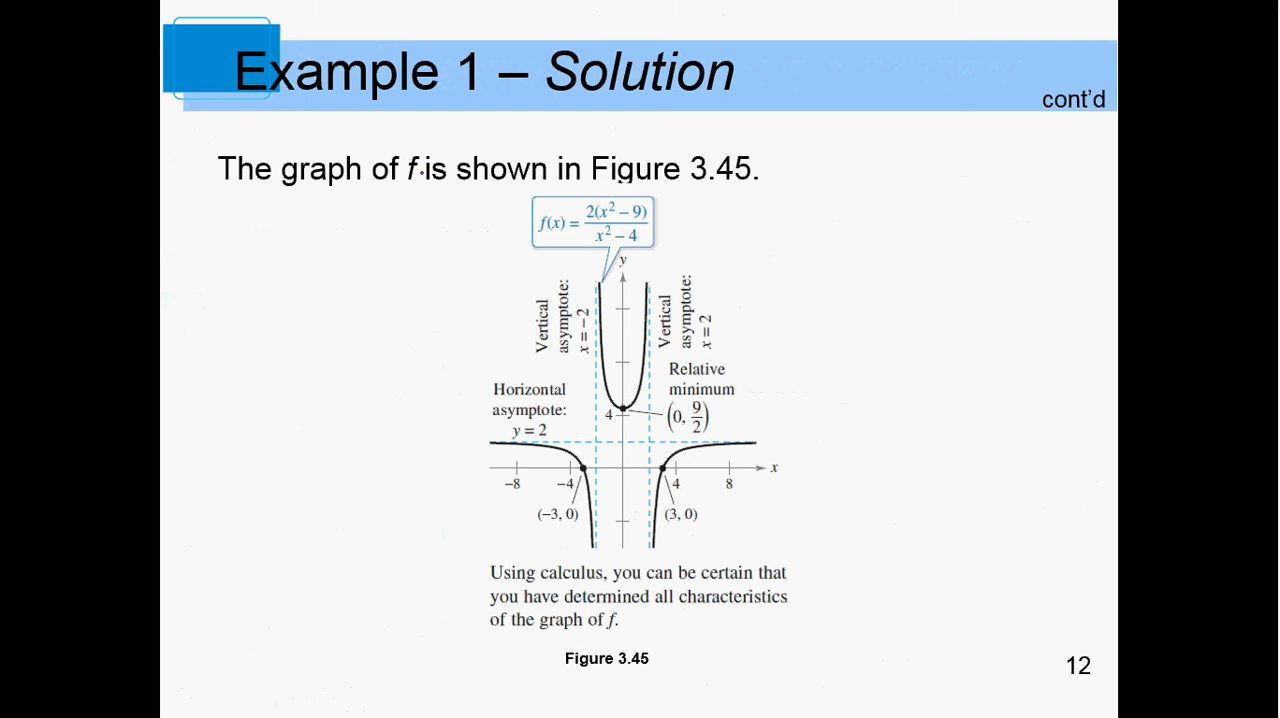 Example 1 – Solution
cont'd
The graph of f is shown in Figure 3.45.
f(x) = 2(x² – 9) / x² – 4
y
Vertical
asymptote:
x = –2
Vertical
asymptote:
x = 2
Relative
minimum
(0, 9/2)
Horizontal
asymptote:
y = 2
4
x
–8
–4
4
8
(–3, 0)
(3, 0)
Using calculus, you can be certain that
you have determined all characteristics
of the graph of f.
Figure 3.45
12